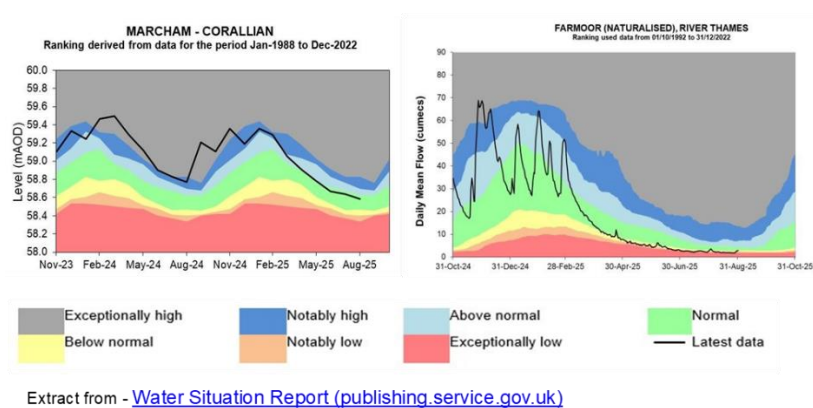 MARCHAM - CORALLIAN
Ranking derived from data for the period Jan-1988 to Dec-2022
Level (mAOD)
60.0
59.8
59.6
59.4
59.2
59.0
58.8
58.6
58.4
58.2
58.0
Nov-23 Feb-24 May-24 Aug-24 Nov-24 Feb-25 May-25 Aug-25
FARMOOR (NATURALISED), RIVER THAMES
Ranking used data from 01/10/1992 to 31/12/2022
Daily Mean Flow (cumecs)
90
80
70
60
50
40
30
20
10
0
31-Oct-24 31-Dec-24 28-Feb-25 30-Apr-25 30-Jun-25 31-Aug-25 31-Oct-25
Exceptionally high Notably high Above normal Normal
Below normal Notably low Exceptionally low Latest data
Extract from - Water Situation Report (publishing.service.gov.uk)